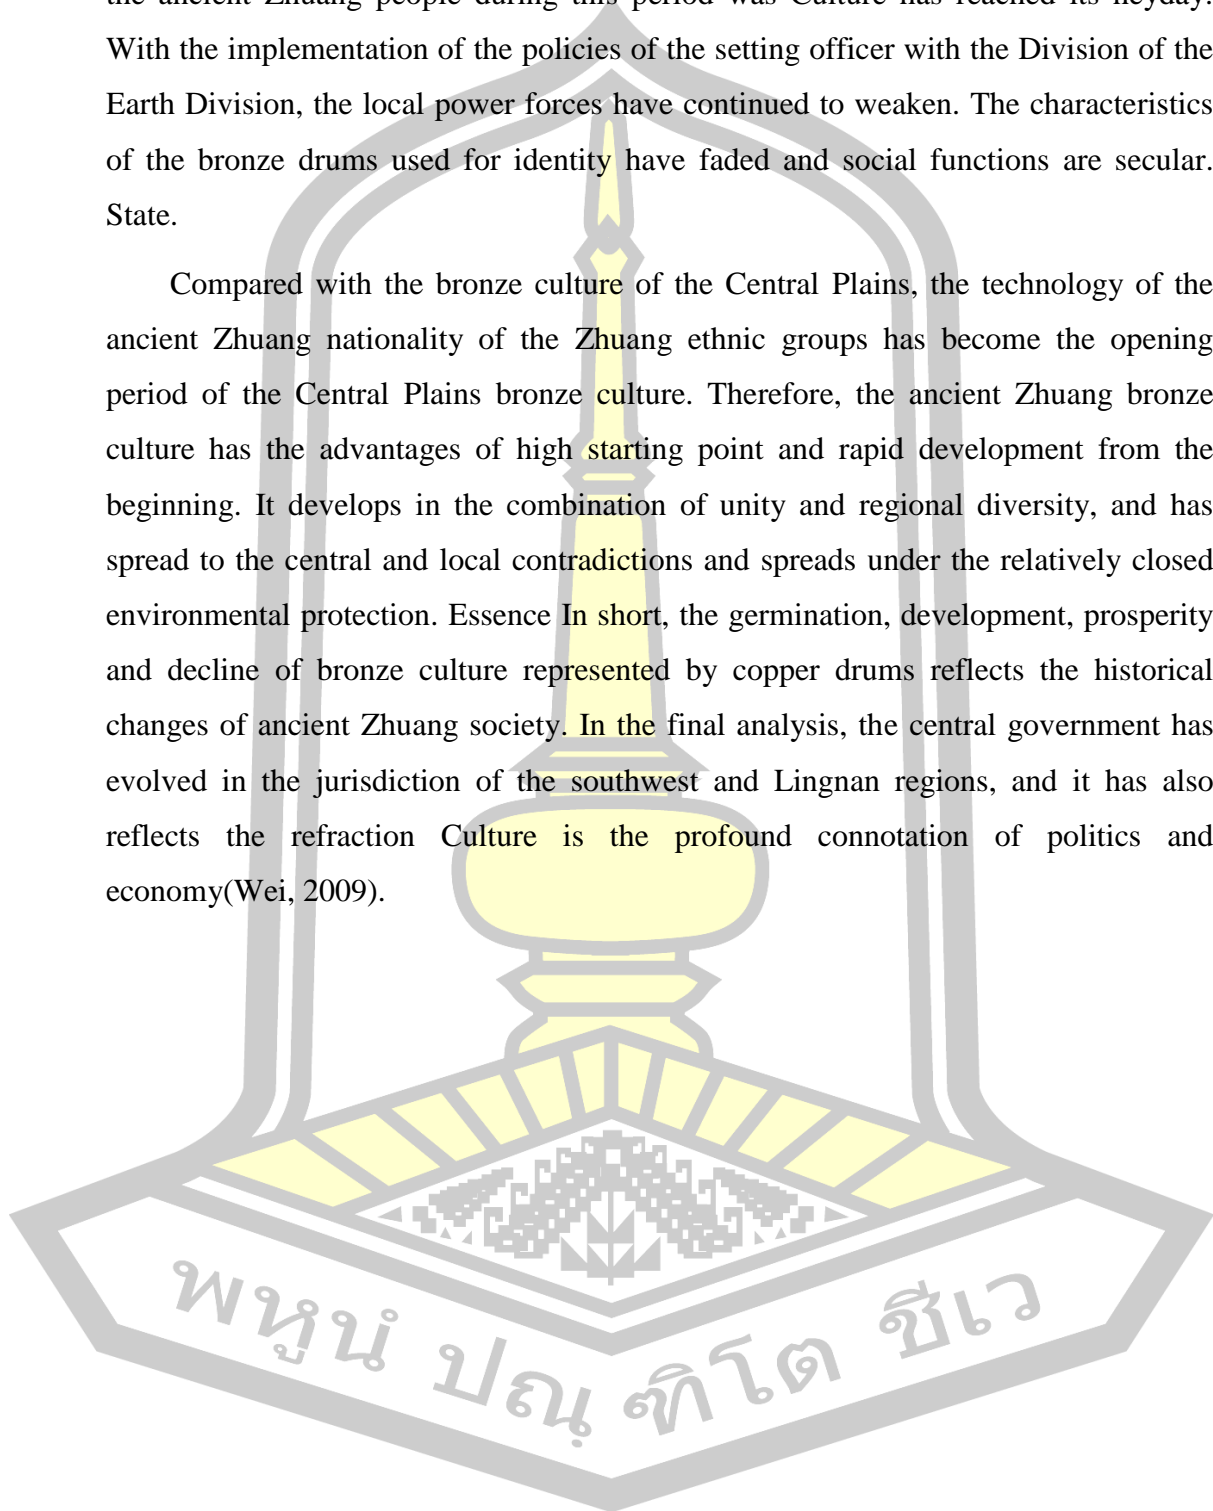 the ancient Zhuang people during this period was Culture has reached its heyday.
With the implementation of the policies of the setting officer with the Division of the
Earth Division, the local power forces have continued to weaken. The characteristics
of the bronze drums used for identity have faded and social functions are secular.
State.
Compared with the bronze culture of the Central Plains, the technology of the
ancient Zhuang nationality of the Zhuang ethnic groups has become the opening
period of the Central Plains bronze culture. Therefore, the ancient Zhuang bronze
culture has the advantages of high starting point and rapid development from the
beginning. It develops in the combination of unity and regional diversity, and has
spread to the central and local contradictions and spreads under the relatively closed
environmental protection. Essence In short, the germination, development, prosperity
and decline of bronze culture represented by copper drums reflects the historical
changes of ancient Zhuang society. In the final analysis, the central government has
evolved in the jurisdiction of the southwest and Lingnan regions, and it has also
reflects the refraction Culture is the profound connotation of politics and
economy(Wei, 2009).
พหูนํ ปณฺฑิโต ชีเว